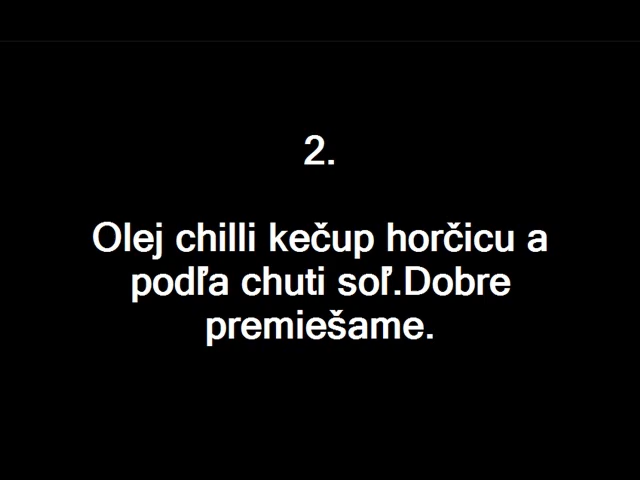 2.
Olej chilli kečup horčicu a
podľa chuti soľ.Dobre
premiešame.